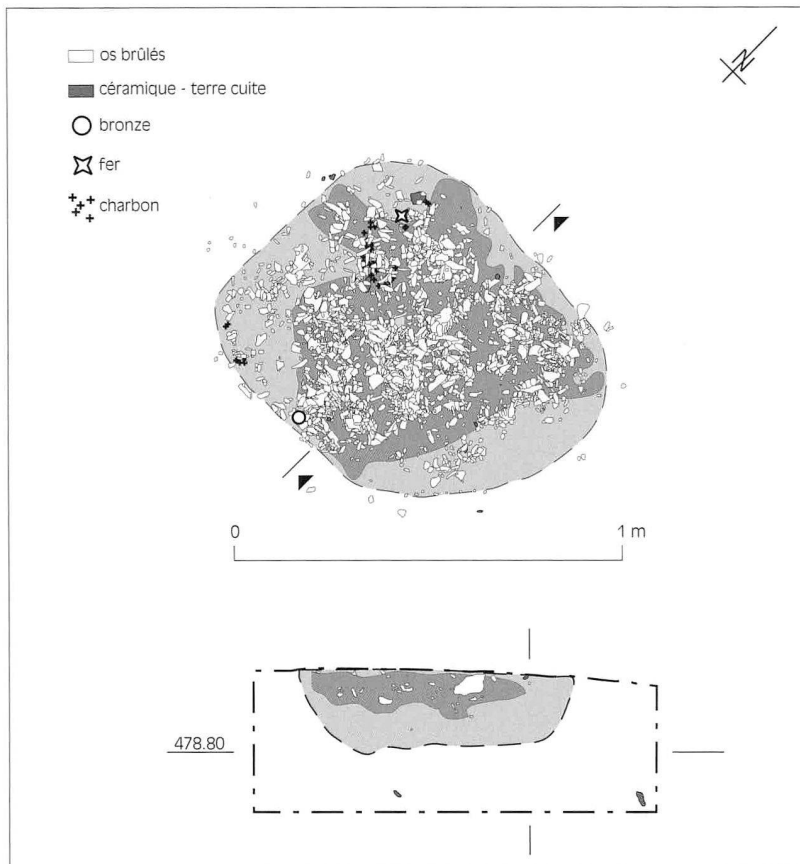 os brûlés
céramique - terre cuite
bronze
fer
charbon
N
0 1 m
478.80